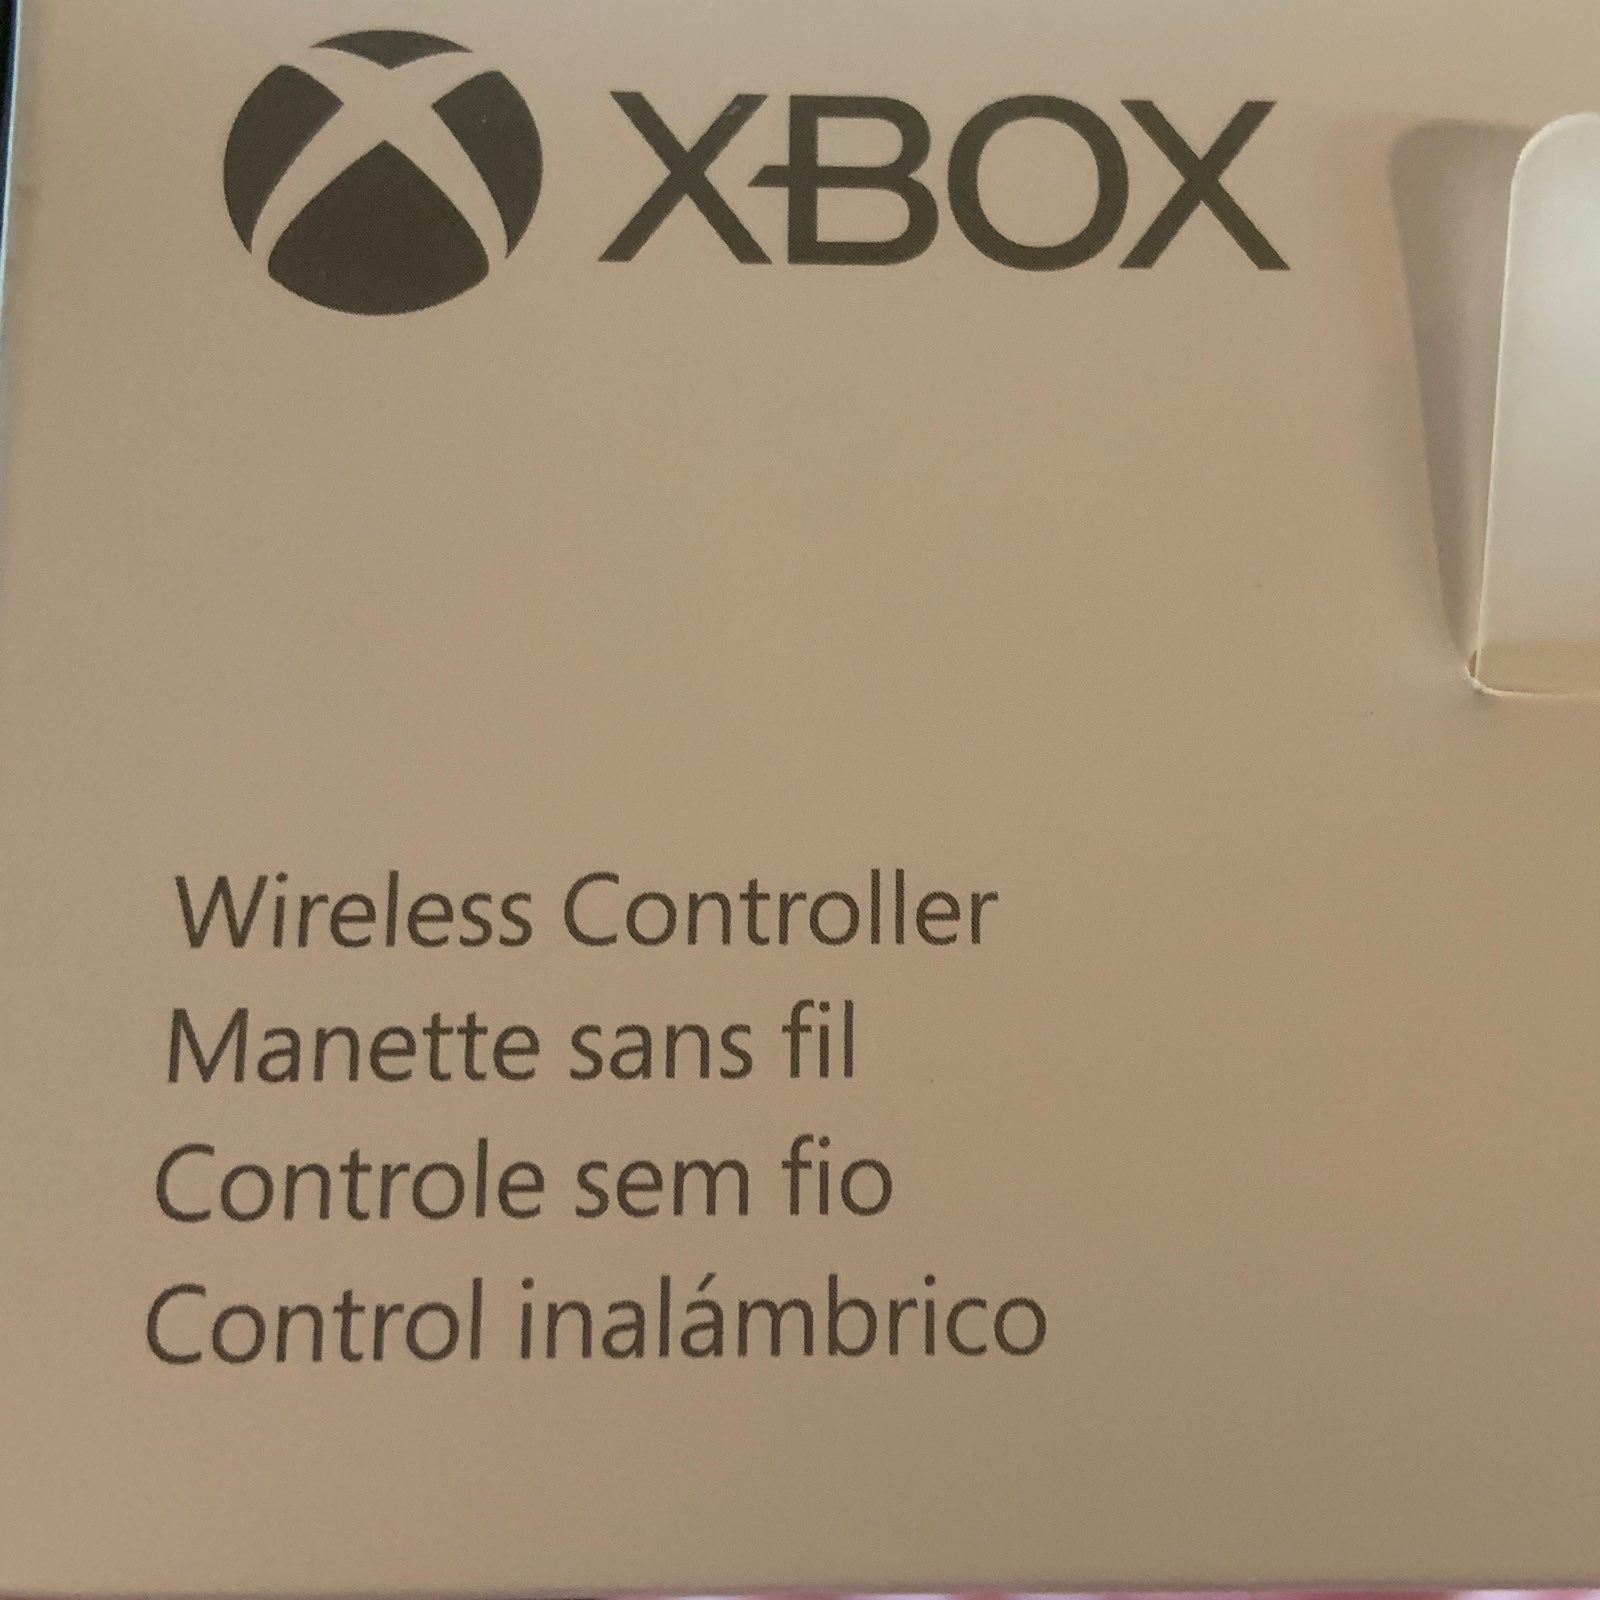 XBOX
Wireless Controller
Manette sans fil
Controle sem fio
Control inalámbrico